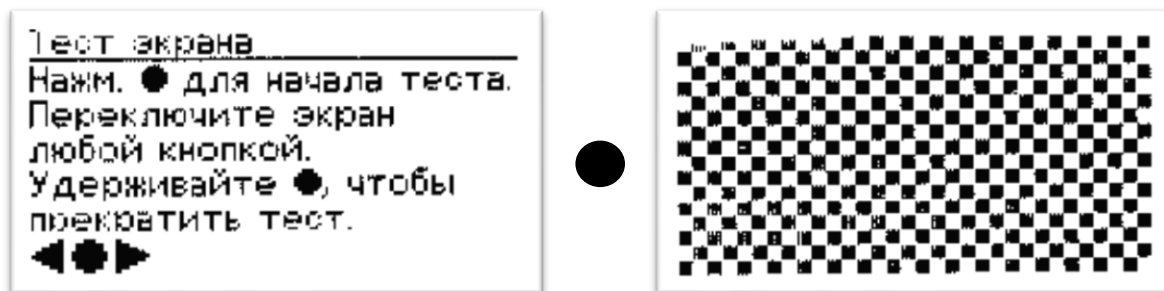 Тест экрана
Нажм. ● для начала теста.
Переключите экран
любой кнопкой.
Удерживайте ●, чтобы
прекратить тест.
◀●▶